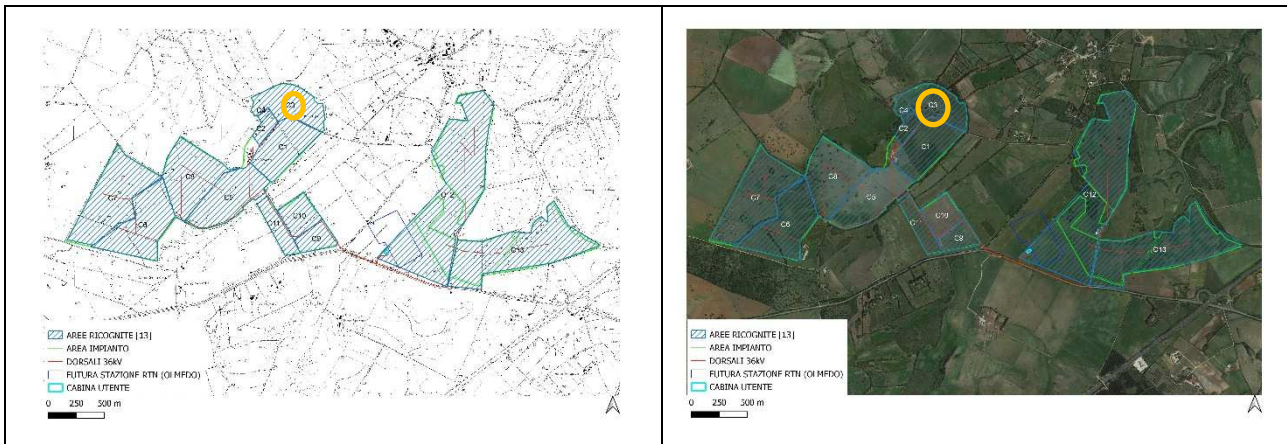 C3
C4
C2
C1
C8
C7
C5
C12
C6
C10
C11
C9
C13
AREE RICOGNITE [13]
AREA IMPIANTO
DORSALI 36kV
FUTURA STAZIONE RTN (OLMEDO)
CABINA UTENTE
0 250 500 m
C3
C4
C2
C1
C8
C7
C12
C5
C6
C10
C11
C9
C13
AREE RICOGNITE [13]
AREA IMPIANTO
DORSALI 36kV
FUTURA STAZIONE RTN (OLMEDO)
CABINA UTENTE
0 250 500 m